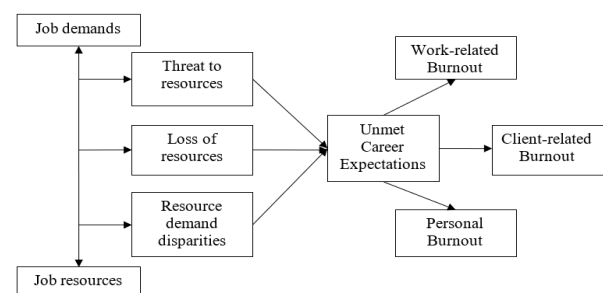 Job demands
Threat to
resources
Loss of
resources
Resource
demand
disparities
Job resources
Unmet
Career
Expectations
Work-related
Burnout
Client-related
Burnout
Personal
Burnout